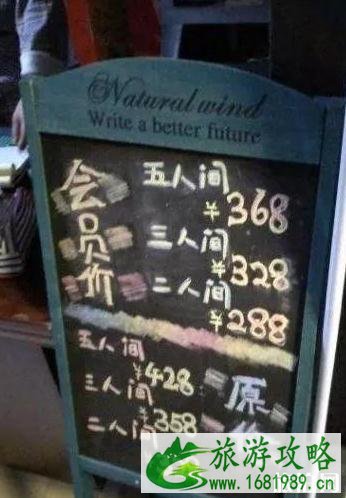 Natural wind
Write a better future
会员价
五人间
¥368
三人间
¥328
二人间
¥288
原
五人间
¥428
三人间
¥358
二人间
旅游攻略
www.1681989.cn